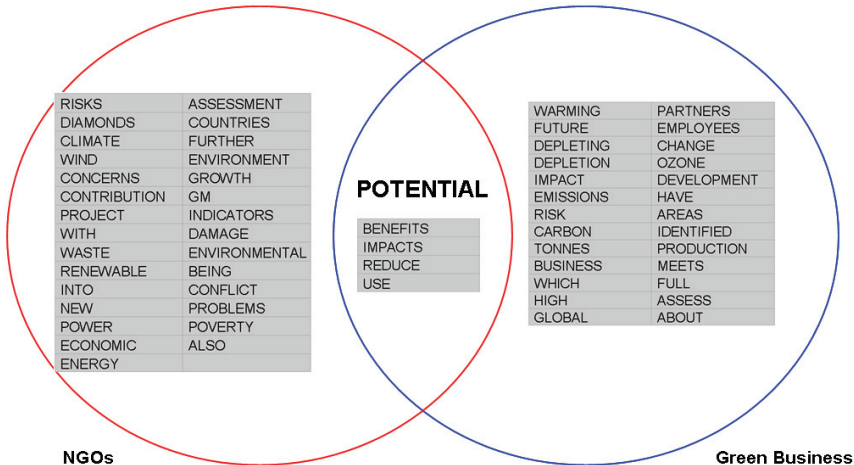 RISKS ASSESSMENT
DIAMONDS COUNTRIES
CLIMATE FURTHER
WIND ENVIRONMENT
CONCERNS GROWTH
CONTRIBUTION GM
PROJECT INDICATORS
WITH DAMAGE
WASTE ENVIRONMENTAL
RENEWABLE BEING
INTO CONFLICT
NEW PROBLEMS
POWER POVERTY
ECONOMIC ALSO
ENERGY
POTENTIAL
BENEFITS
IMPACTS
REDUCE
USE
WARMING PARTNERS
FUTURE EMPLOYEES
DEPLETING CHANGE
DEPLETION OZONE
IMPACT DEVELOPMENT
EMISSIONS HAVE
RISK AREAS
CARBON IDENTIFIED
TONNES PRODUCTION
BUSINESS MEETS
WHICH FULL
HIGH ASSESS
GLOBAL ABOUT
NGOs
Green Business